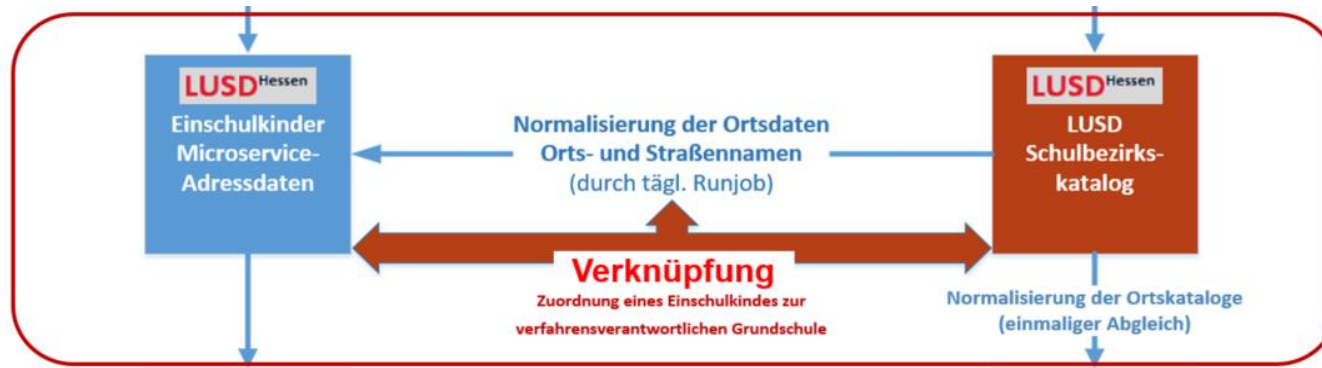 LUSD Hessen
Einschulkinder
Microservice-
Adressdaten
Normalisierung der Ortsdaten
Orts- und Straßennamen
(durch tägl. Runjob)
LUSD Hessen
LUSD
Schulbezirks-
katalog
Verknüpfung
Zuordnung eines Einschulkindes zur
verfahrensverantwortlichen Grundschule
Normalisierung der Ortskataloge
(einmaliger Abgleich)